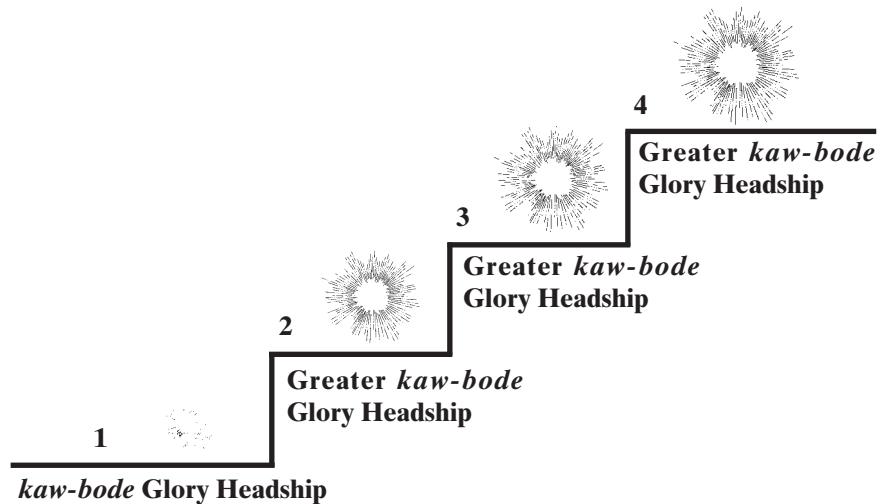 4
Greater kaw-bode
Glory Headship
3
Greater kaw-bode
Glory Headship
2
Greater kaw-bode
Glory Headship
1
kaw-bode Glory Headship